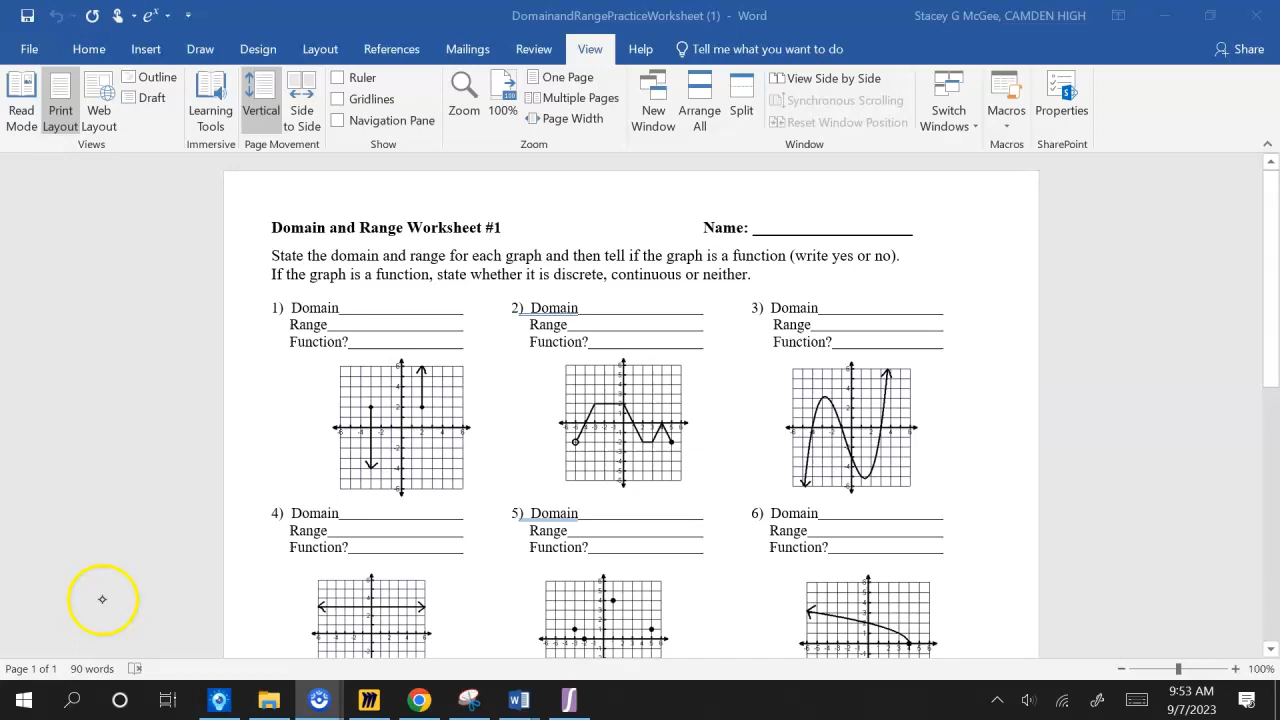 DomainandRangePracticeWorksheet (1) - Word
Stacey G McGee, CAMDEN HIGH
File Home Insert Draw Design Layout References Mailings Review View Help Tell me what you want to do Share
Read Mode
Print Layout
Web Layout
Outline
Draft
Views
Learning Tools
Immersive
Vertical
Side to Side
Page Movement
Ruler
Gridlines
Navigation Pane
Show
Zoom
100%
One Page
Multiple Pages
Page Width
Zoom
New Window
Arrange All
Split
View Side by Side
Synchronous Scrolling
Reset Window Position
Window
Switch Windows
Macros
Macros
Properties
SharePoint
Domain and Range Worksheet #1 Name: ____________________
State the domain and range for each graph and then tell if the graph is a function (write yes or no).
If the graph is a function, state whether it is discrete, continuous or neither.
1) Domain________________ 2) Domain________________ 3) Domain________________
Range________________ Range________________ Range________________
Function?________________ Function?________________ Function?________________
4) Domain________________ 5) Domain________________ 6) Domain________________
Range________________ Range________________ Range________________
Function?________________ Function?________________ Function?________________
Page 1 of 1 90 words 100%
9:53 AM
9/7/2023